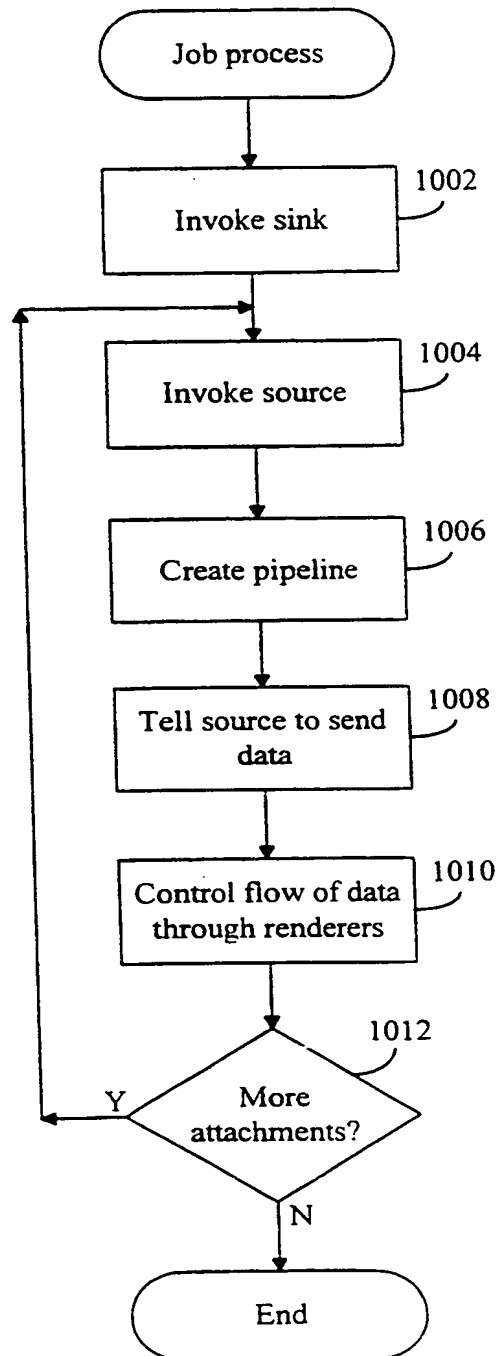 Job process
1002
Invoke sink
1004
Invoke source
1006
Create pipeline
1008
Tell source to send
data
1010
Control flow of data
through renderers
1012
Y
More
attachments?
N
End